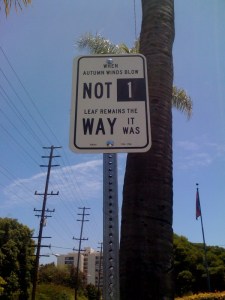 WHEN
AUTUMN WINDS BLOW
NOT 1
LEAF REMAINS THE
WAY IT WAS